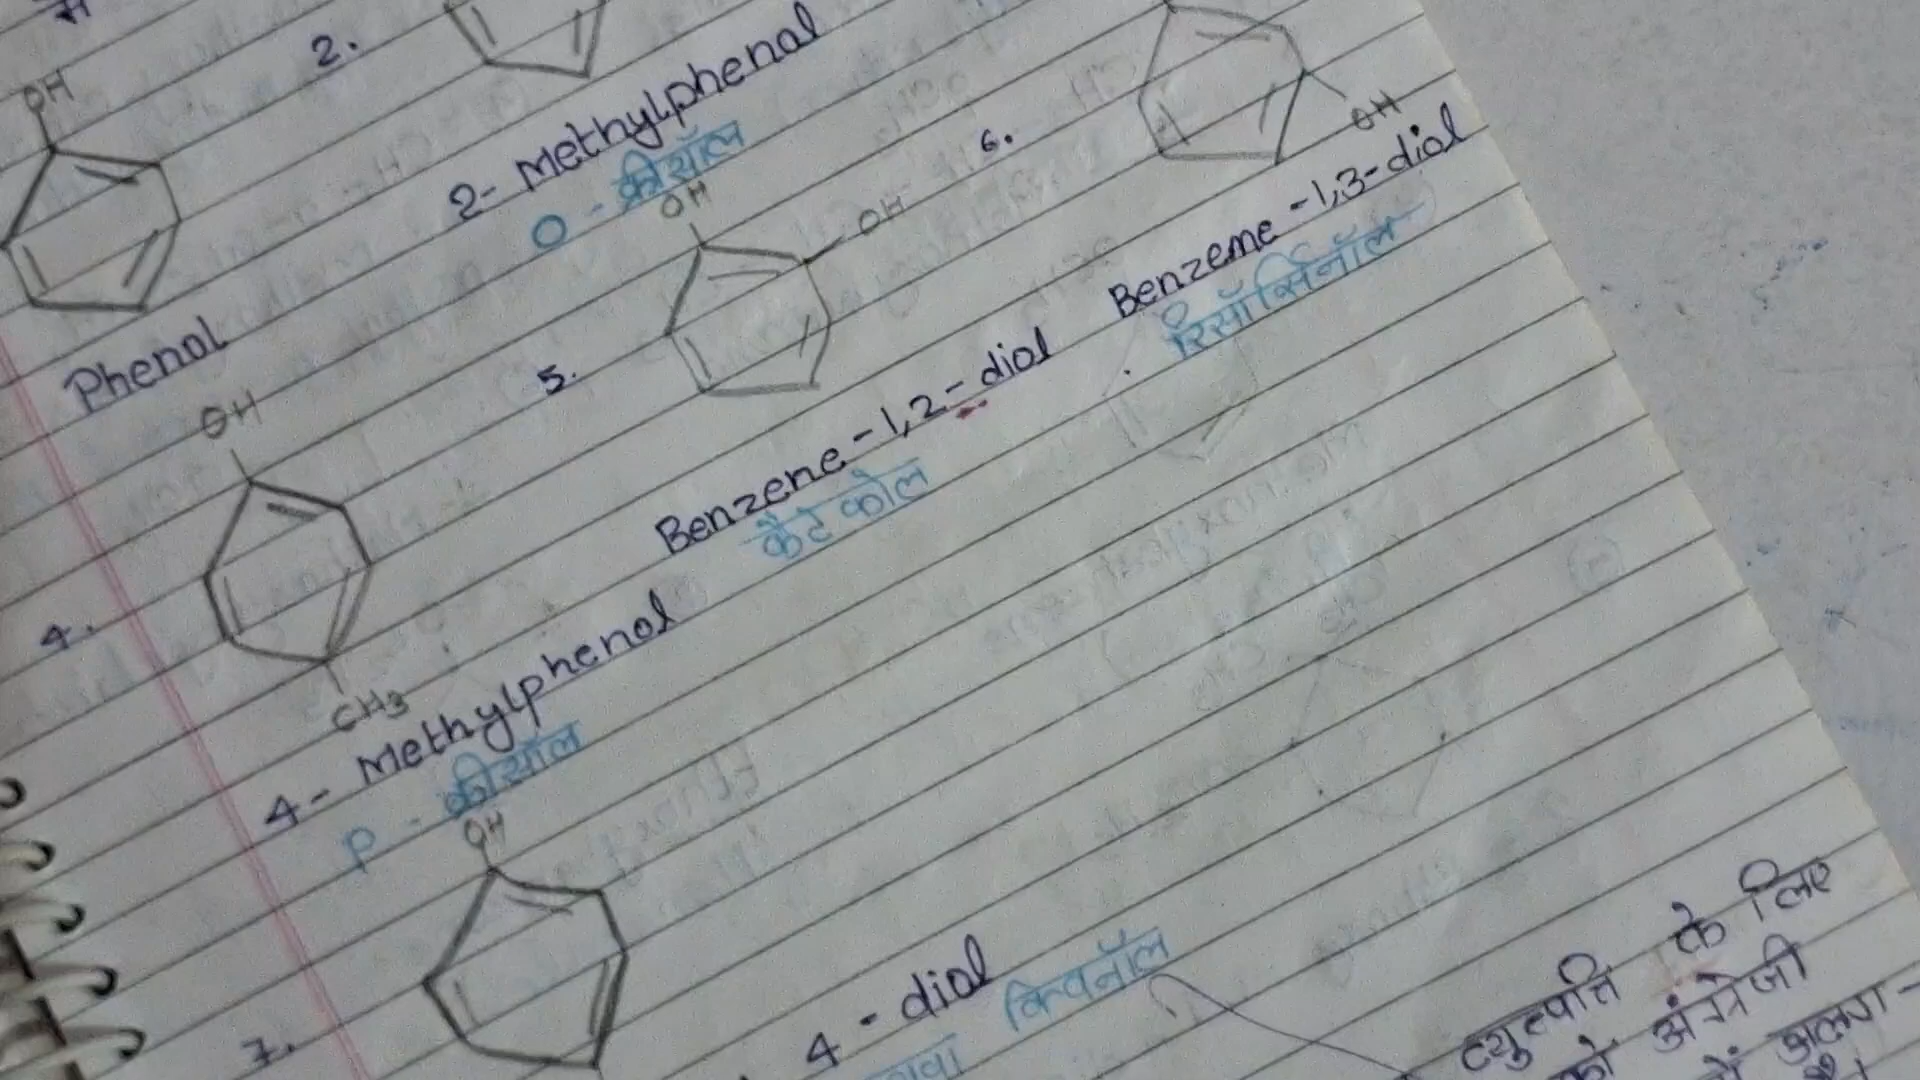 2.
OH
Phenol
2- Methylphenol
O - क्रीसॉल
4.
OH
CH3
4- Methylphenol
P - क्रीसॉल
5.
OH
OH
Benzene-1,2-diol
कैटेकोल
6.
OH
Benzene-1,3-diol
रिसॉर्सिनॉल
7.
OH
4-diol
क्विनॉल
व्युत्पत्ति के लिए
को अंग्रेजी
में अलग-